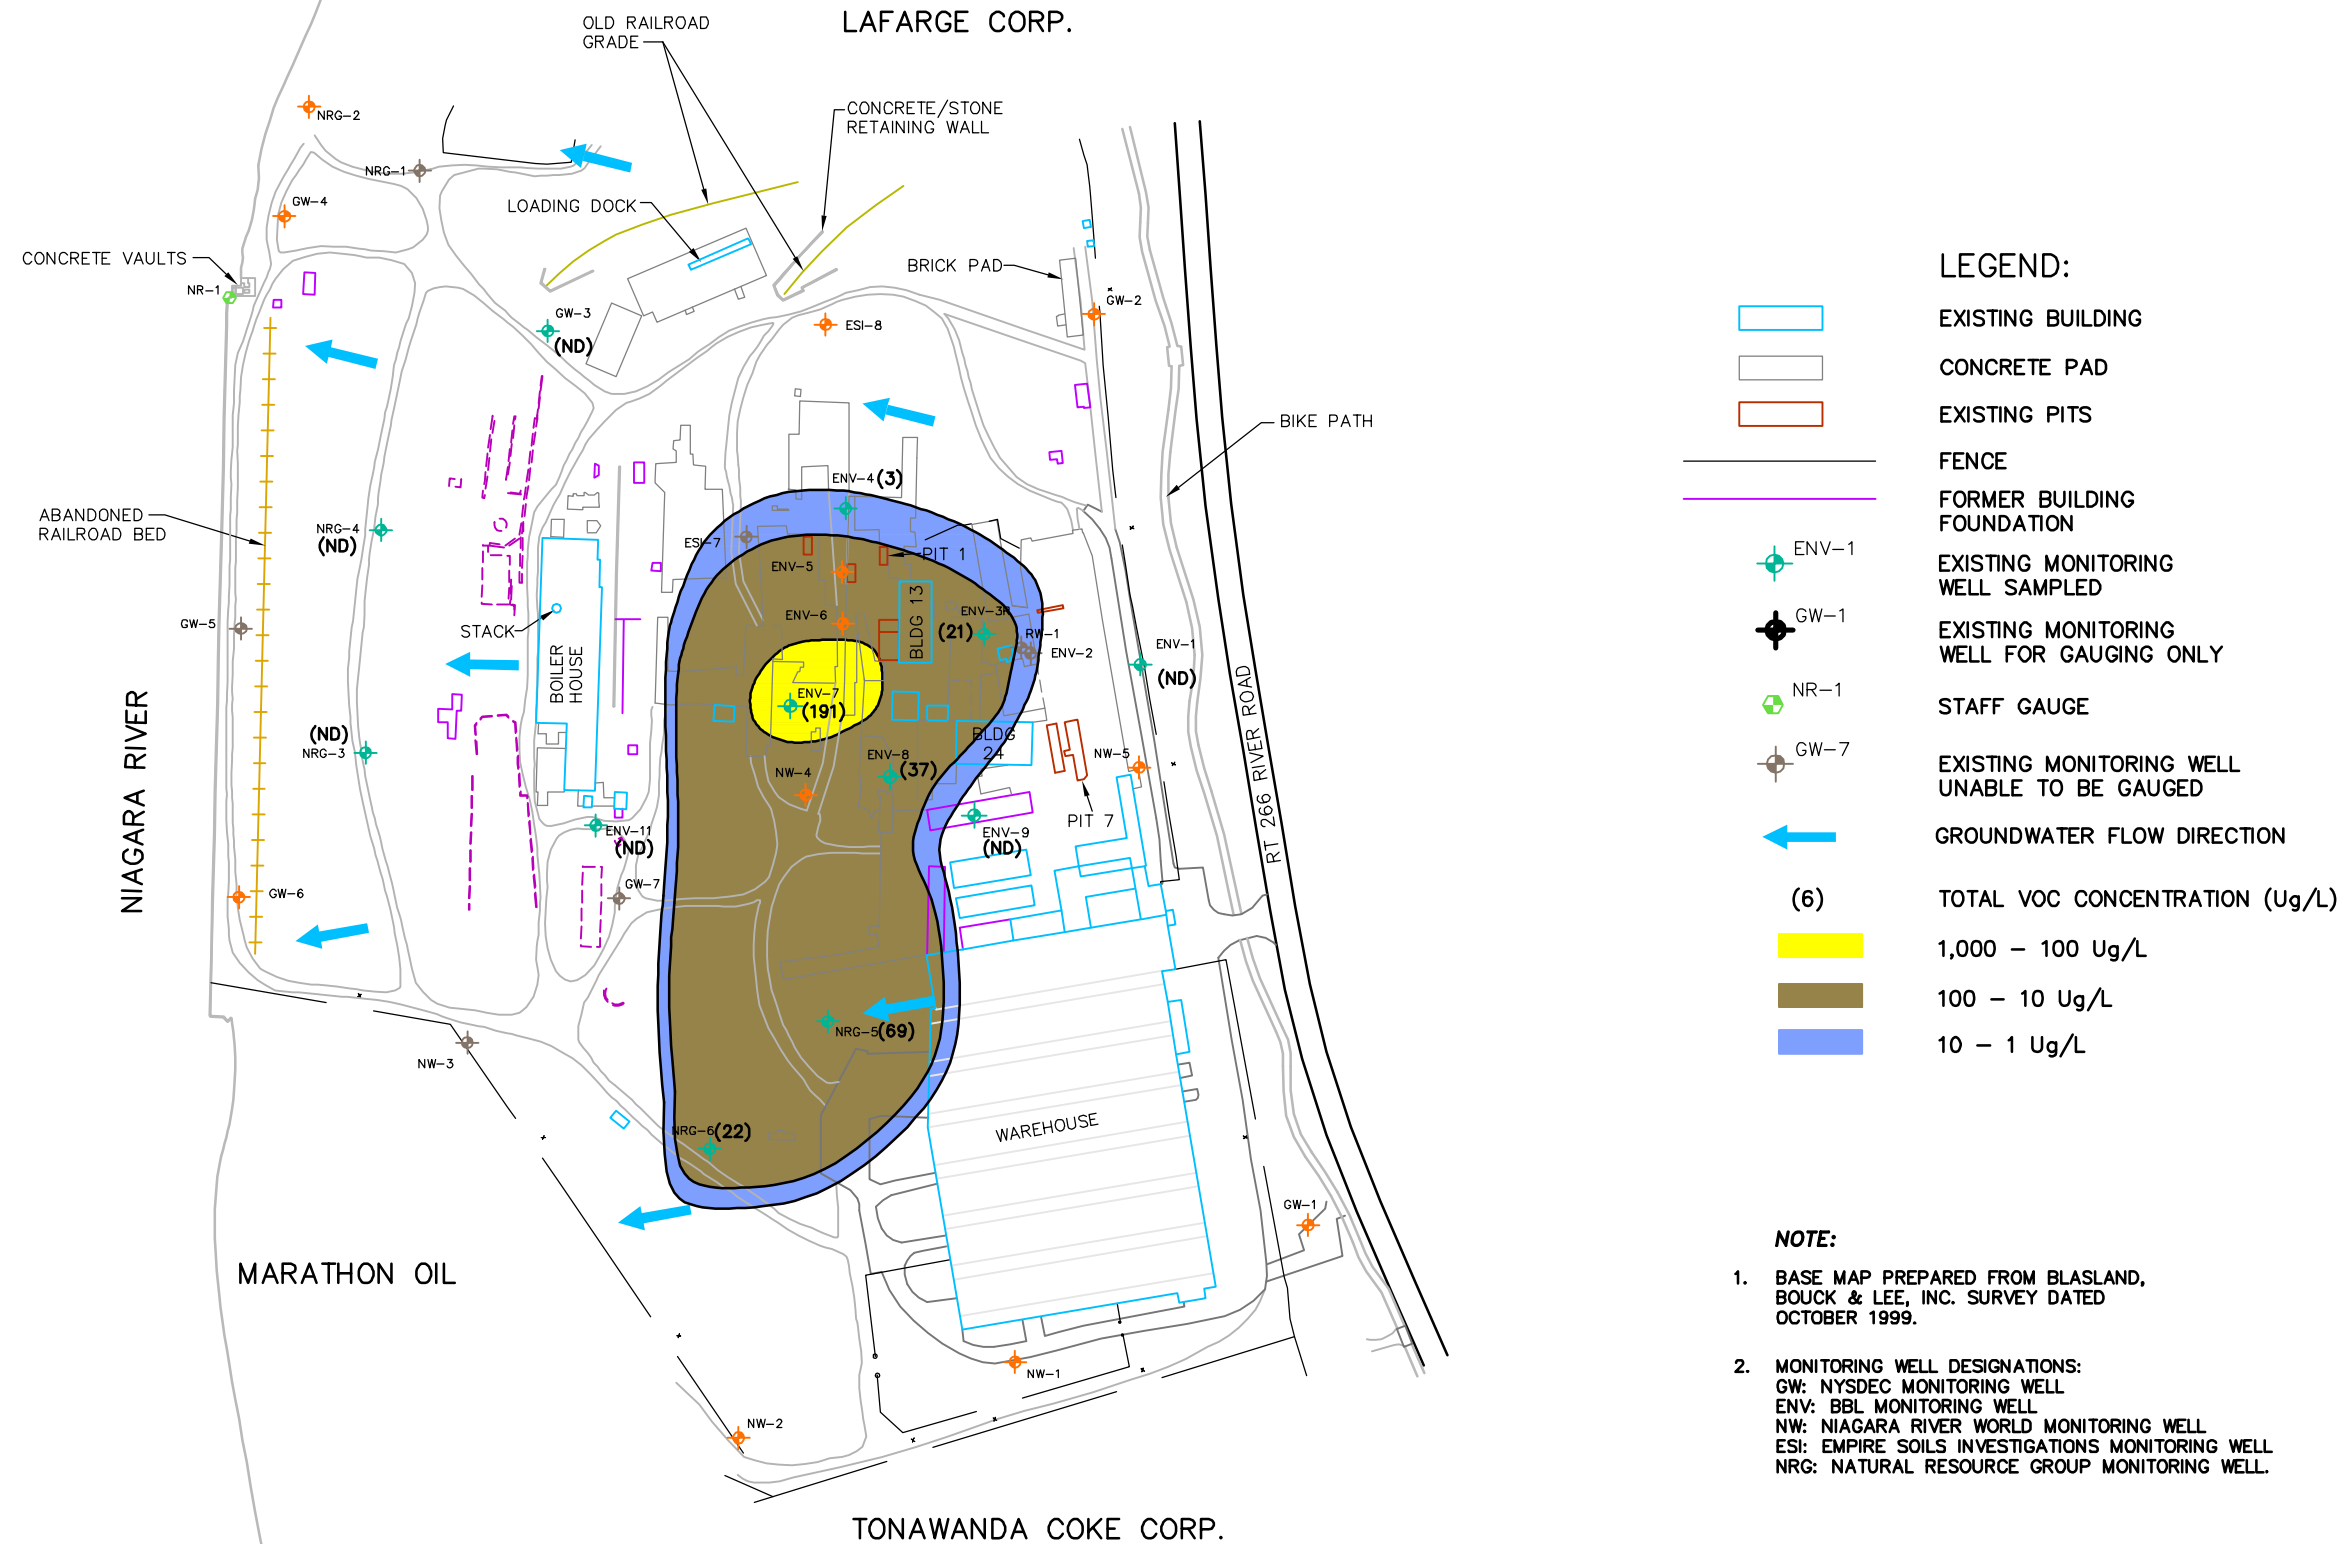 LAFARGE CORP.
OLD RAILROAD
GRADE
CONCRETE/STONE
RETAINING WALL
NRG-2
NRG-1
GW-4
LOADING DOCK
CONCRETE VAULTS
NR-1
BRICK PAD
GW-2
GW-3
(ND)
ESI-8
BIKE PATH
ENV-4 (3)
ABANDONED
RAILROAD BED
NRG-4
(ND)
ESI-7
PIT 1
ENV-5
BLDG 13
ENV-6
ENV-3R
(21)
RW-1
ENV-2
ENV-1
(ND)
GW-5
STACK
BOILER
HOUSE
ENV-7
(191)
NIAGARA RIVER
(ND)
NRG-3
BLDG
24
ENV-8
(37)
NW-4
NW-5
RT 266 RIVER ROAD
PIT 7
ENV-11
(ND)
ENV-9
(ND)
GW-7
GW-6
NRG-5(69)
NW-3
NRG-6(22)
WAREHOUSE
GW-1
MARATHON OIL
NW-1
NW-2
TONAWANDA COKE CORP.
LEGEND:
EXISTING BUILDING
CONCRETE PAD
EXISTING PITS
FENCE
FORMER BUILDING
FOUNDATION
ENV-1
EXISTING MONITORING
WELL SAMPLED
GW-1
EXISTING MONITORING
WELL FOR GAUGING ONLY
NR-1
STAFF GAUGE
GW-7
EXISTING MONITORING WELL
UNABLE TO BE GAUGED
GROUNDWATER FLOW DIRECTION
(6) TOTAL VOC CONCENTRATION (Ug/L)
1,000 - 100 Ug/L
100 - 10 Ug/L
10 - 1 Ug/L
NOTE:
1. BASE MAP PREPARED FROM BLASLAND,
BOUCK & LEE, INC. SURVEY DATED
OCTOBER 1999.
2. MONITORING WELL DESIGNATIONS:
GW: NYSDEC MONITORING WELL
ENV: BBL MONITORING WELL
NW: NIAGARA RIVER WORLD MONITORING WELL
ESI: EMPIRE SOILS INVESTIGATIONS MONITORING WELL
NRG: NATURAL RESOURCE GROUP MONITORING WELL.